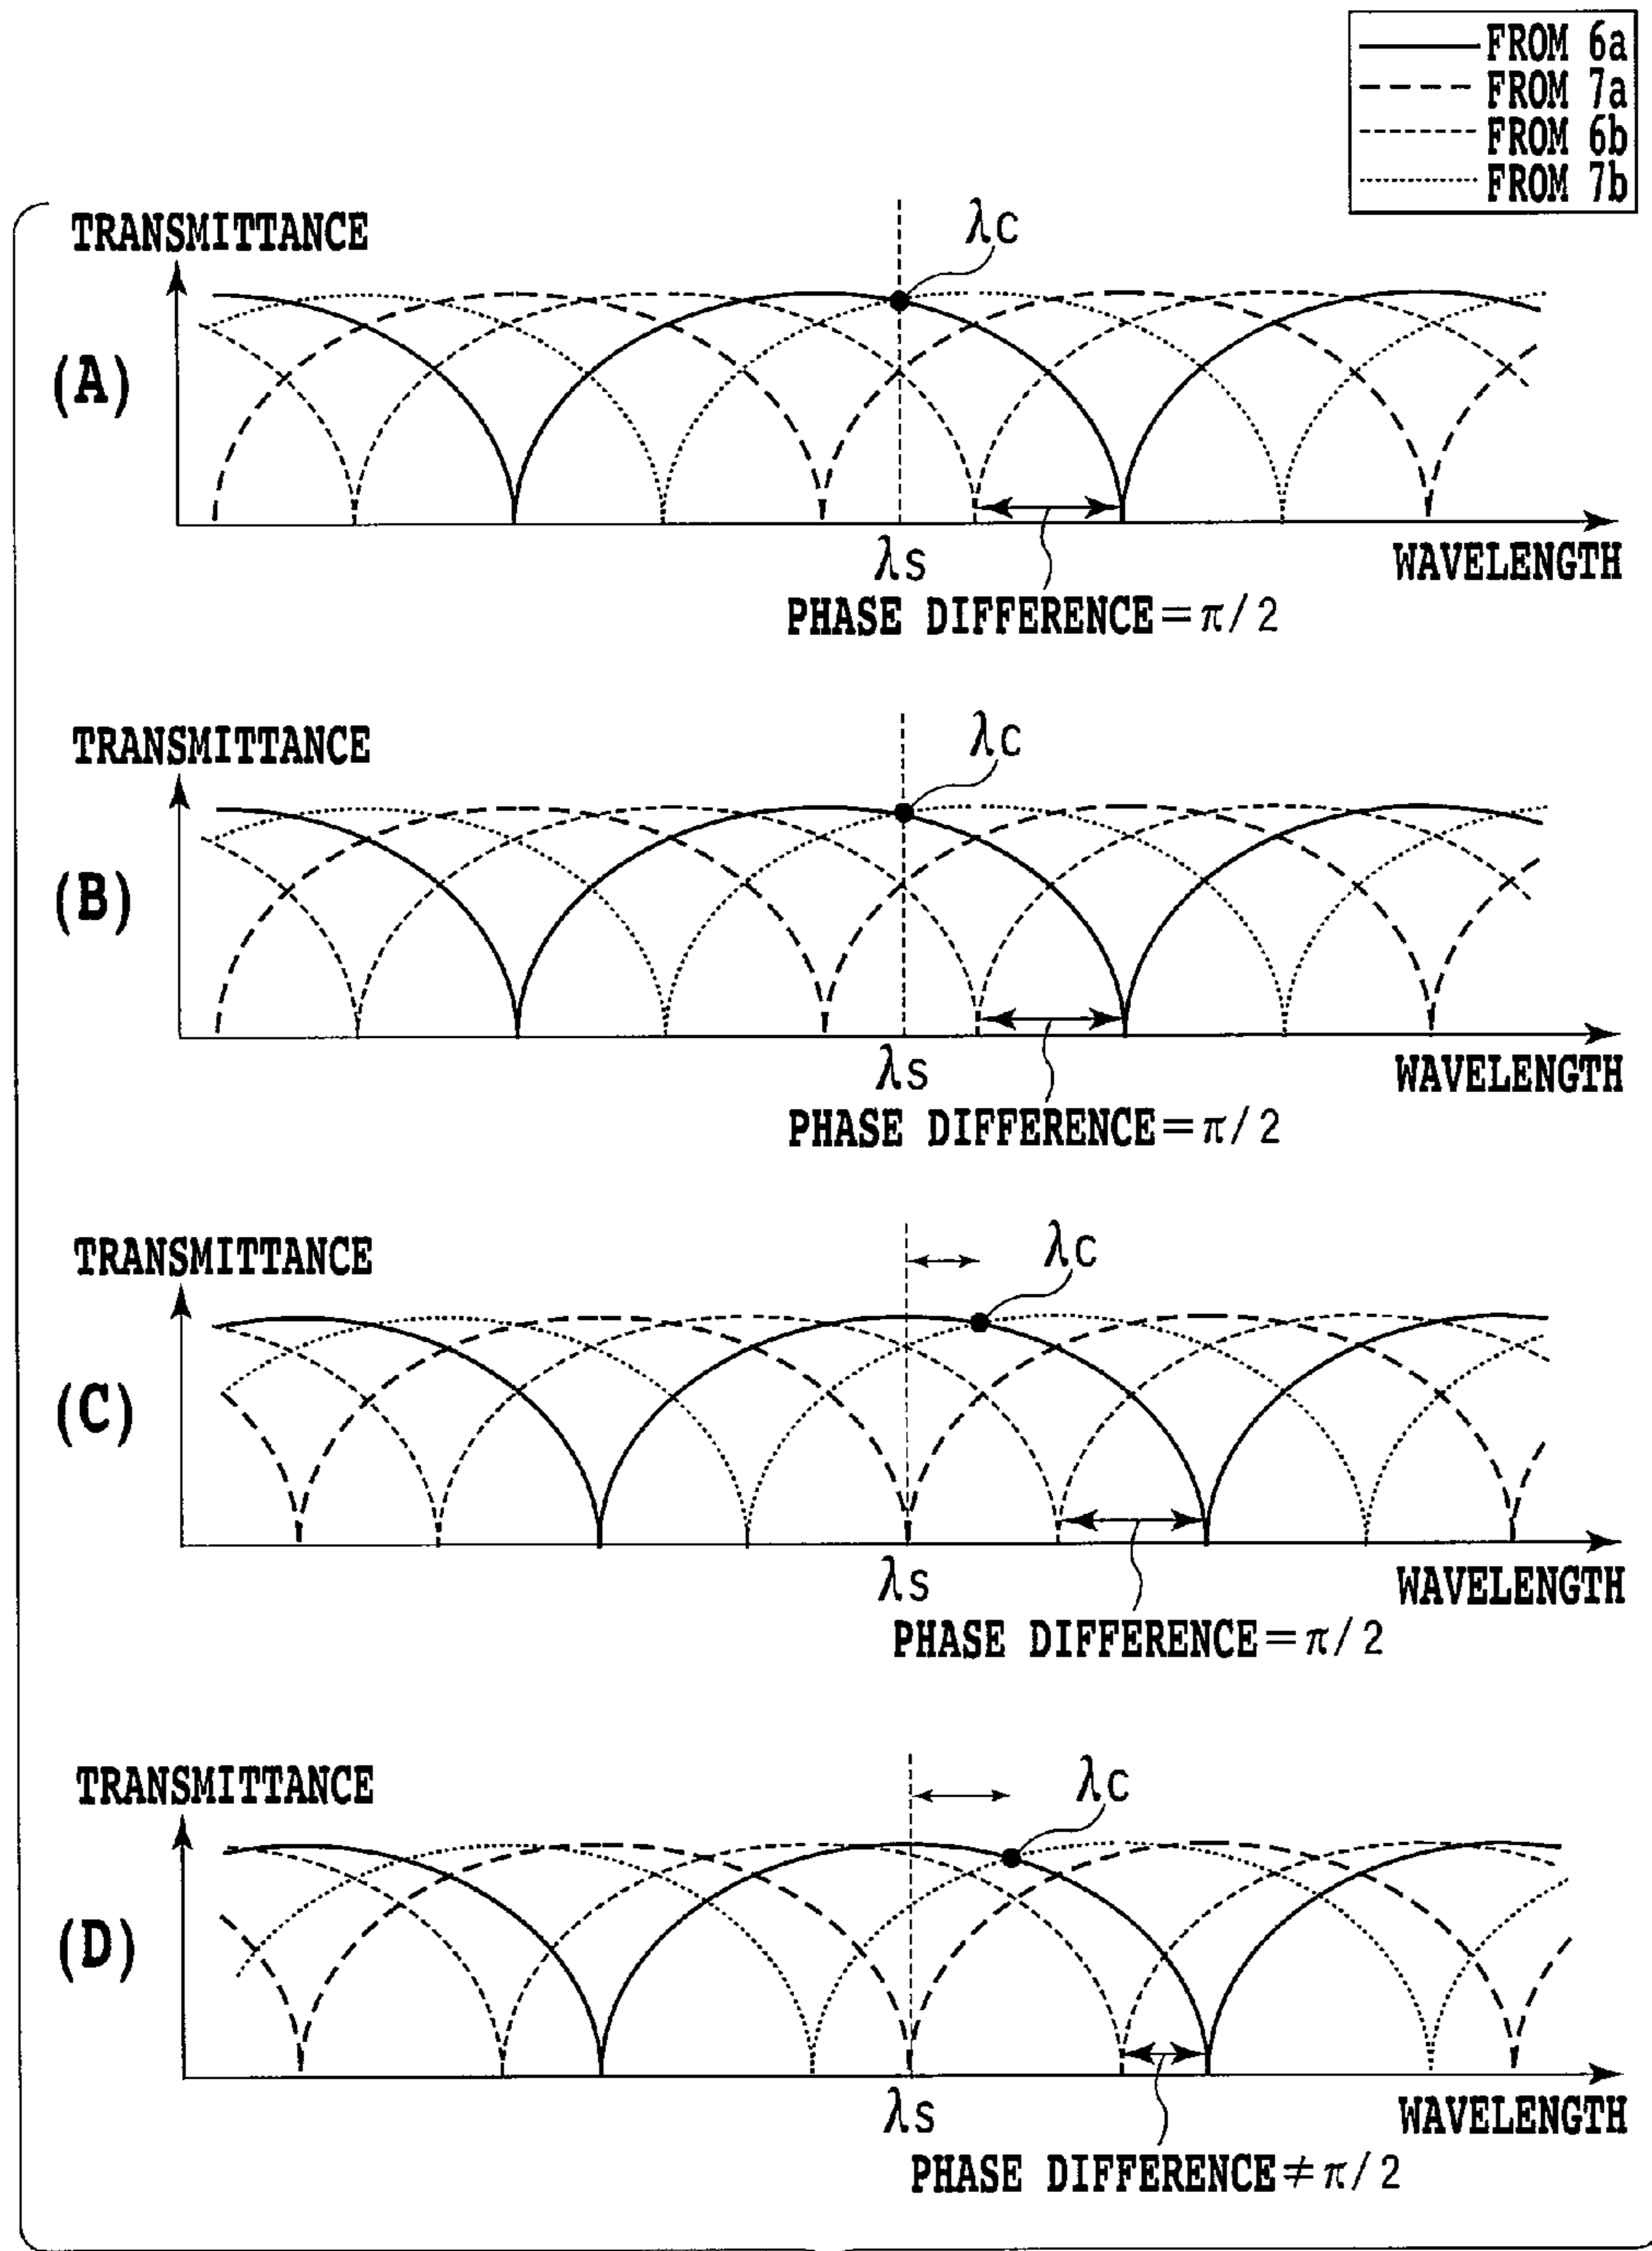 FROM 6a
FROM 7a
FROM 6b
FROM 7b
(A)
TRANSMITTANCE
λc
λs
WAVELENGTH
PHASE DIFFERENCE=π/2
(B)
TRANSMITTANCE
λc
λs
WAVELENGTH
PHASE DIFFERENCE=π/2
(C)
TRANSMITTANCE
λc
λs
WAVELENGTH
PHASE DIFFERENCE=π/2
(D)
TRANSMITTANCE
λc
λs
WAVELENGTH
PHASE DIFFERENCE≠π/2